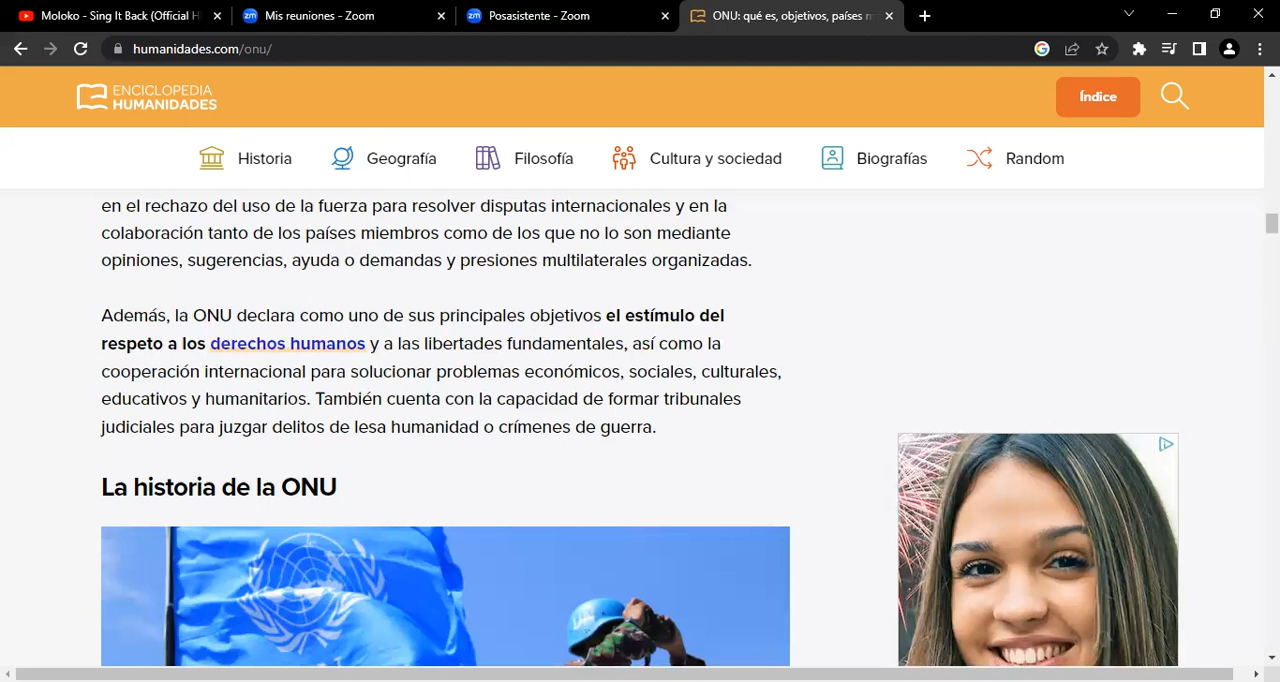 Moloko - Sing It Back (Official H
Mis reuniones - Zoom
Posasistente - Zoom
ONU: qué es, objetivos, países m
humanidades.com/onu/
ENCICLOPEDIA
HUMANIDADES
Índice
Historia
Geografía
Filosofía
Cultura y sociedad
Biografías
Random
en el rechazo del uso de la fuerza para resolver disputas internacionales y en la
colaboración tanto de los países miembros como de los que no lo son mediante
opiniones, sugerencias, ayuda o demandas y presiones multilaterales organizadas.
Además, la ONU declara como uno de sus principales objetivos el estímulo del
respeto a los derechos humanos y a las libertades fundamentales, así como la
cooperación internacional para solucionar problemas económicos, sociales, culturales,
educativos y humanitarios. También cuenta con la capacidad de formar tribunales
judiciales para juzgar delitos de lesa humanidad o crímenes de guerra.
La historia de la ONU